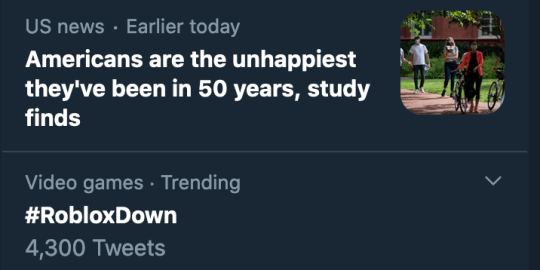 US news · Earlier today
Americans are the unhappiest
they've been in 50 years, study
finds
Video games · Trending
#RobloxDown
4,300 Tweets